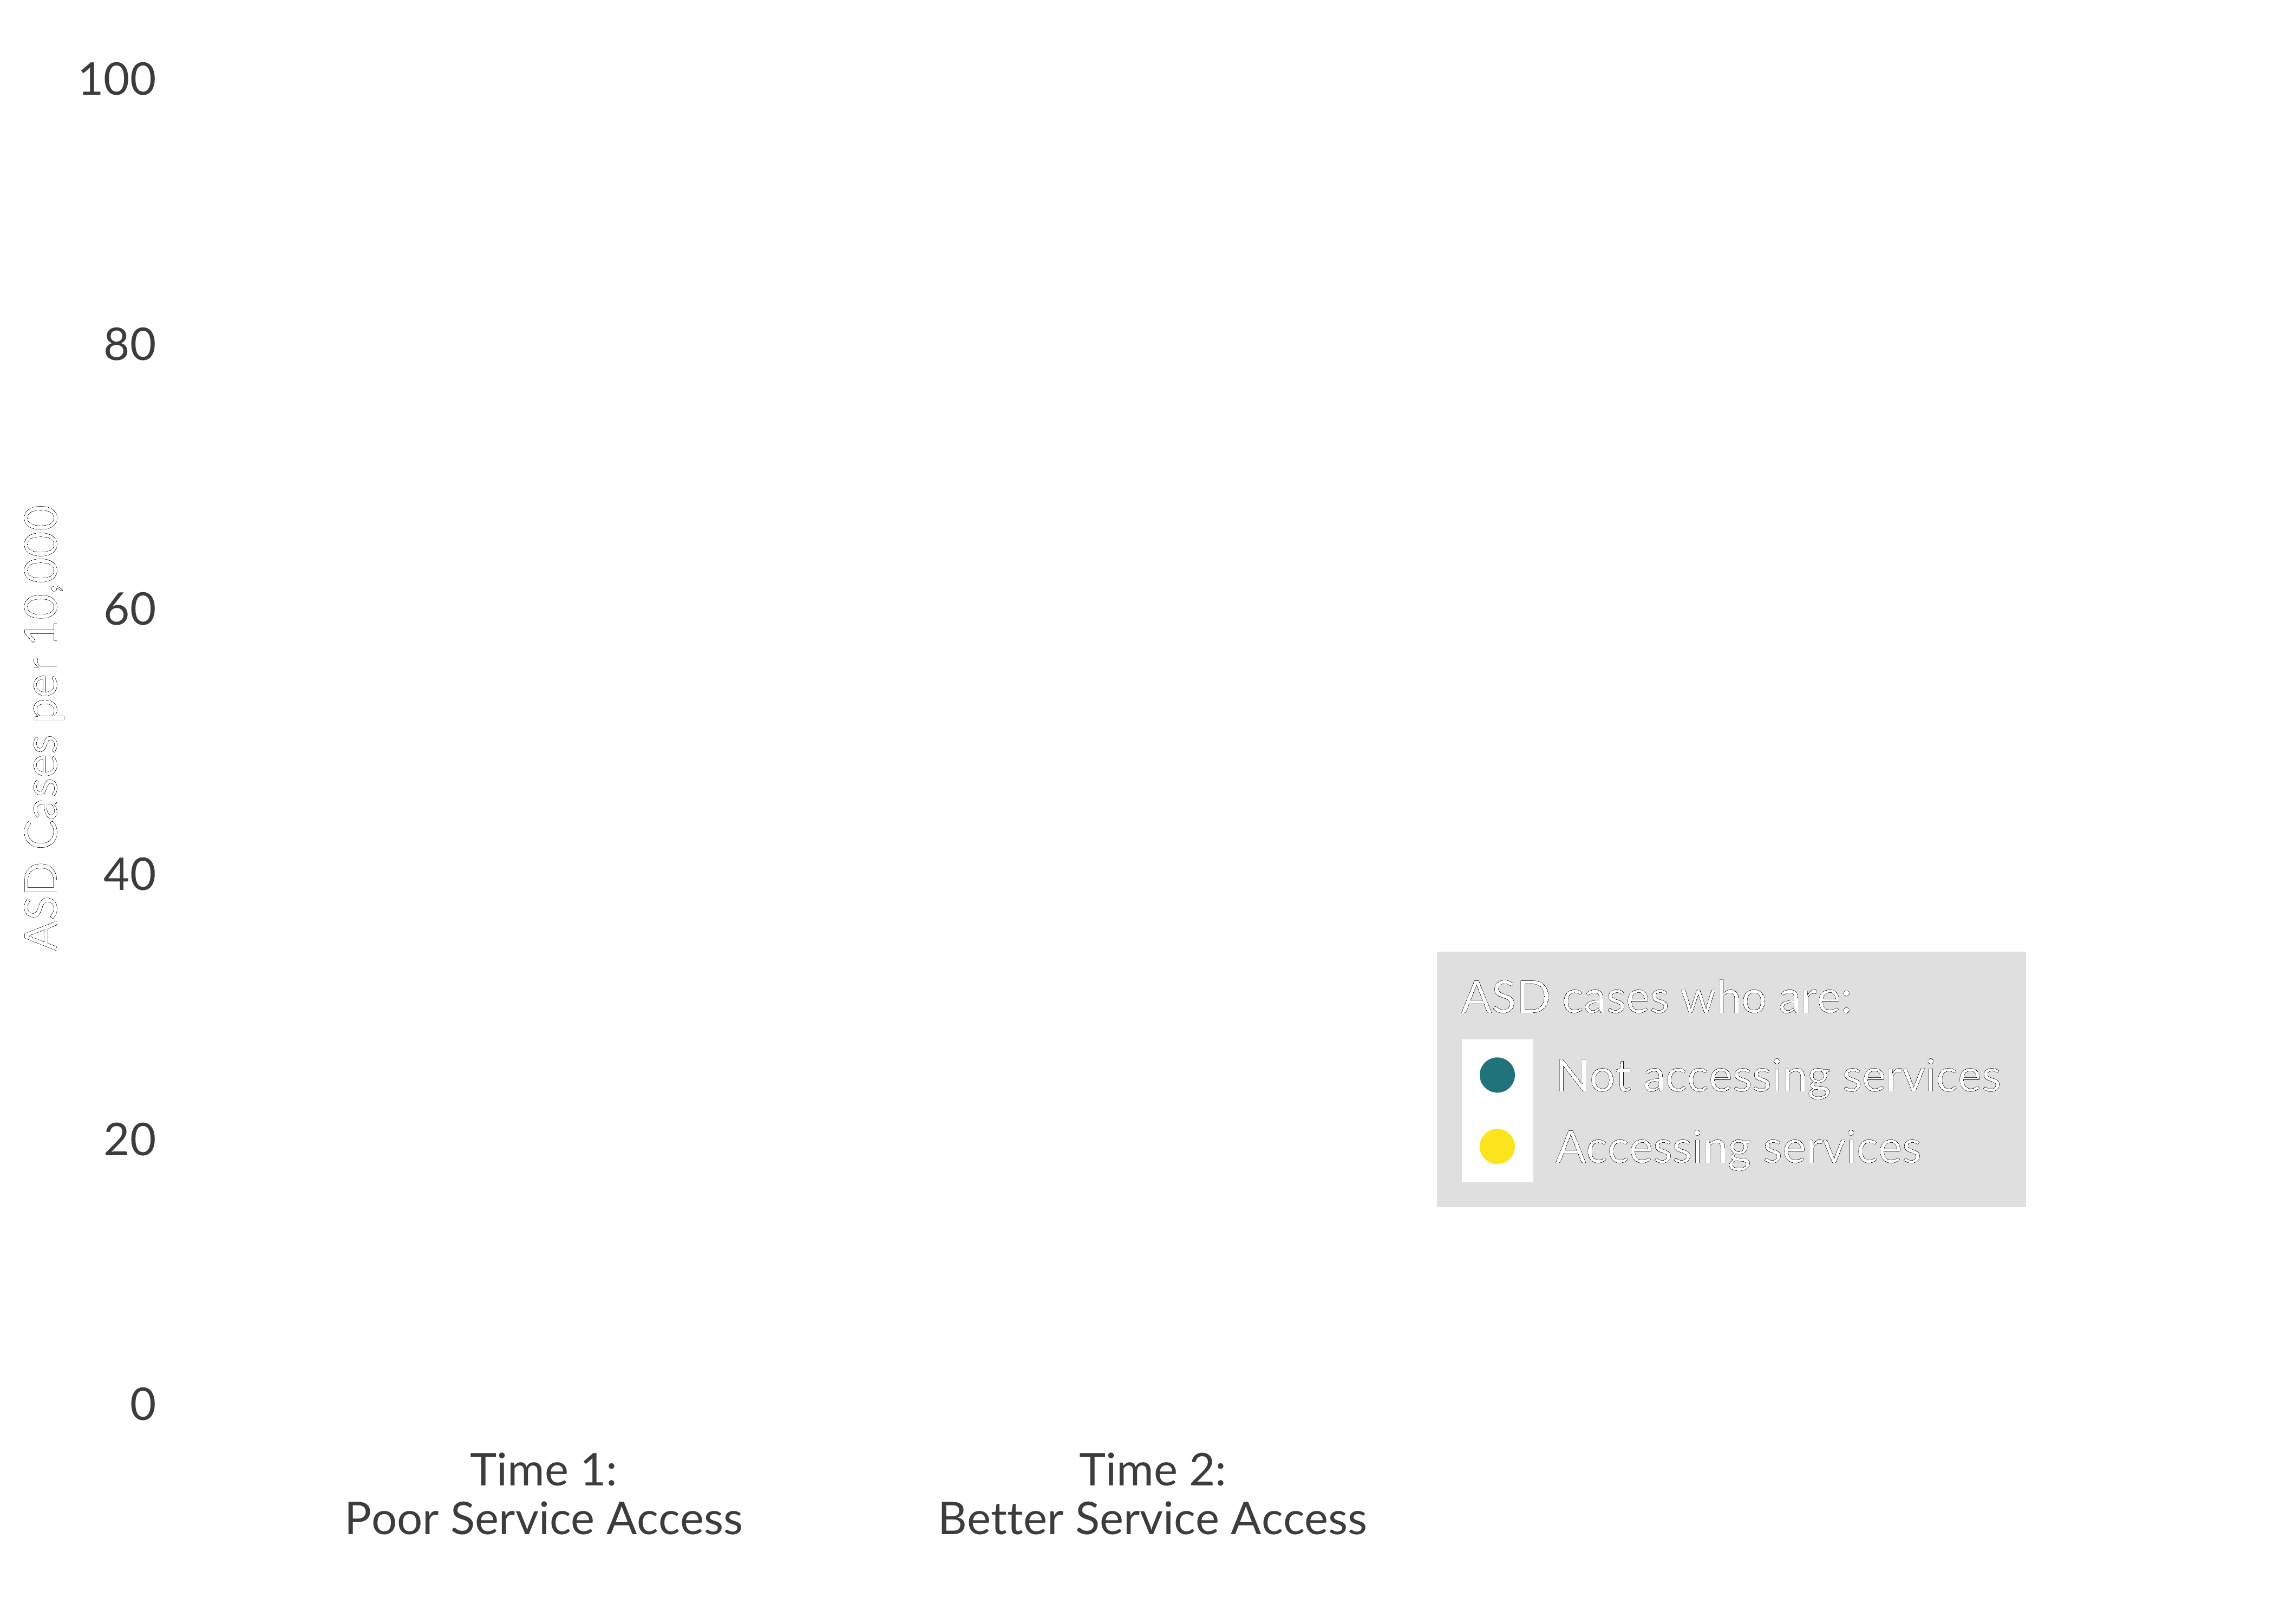 100
80
60
40
20
0
ASD Cases per 10,000
Time 1:
Poor Service Access
Time 2:
Better Service Access
ASD cases who are:
Not accessing services
Accessing services